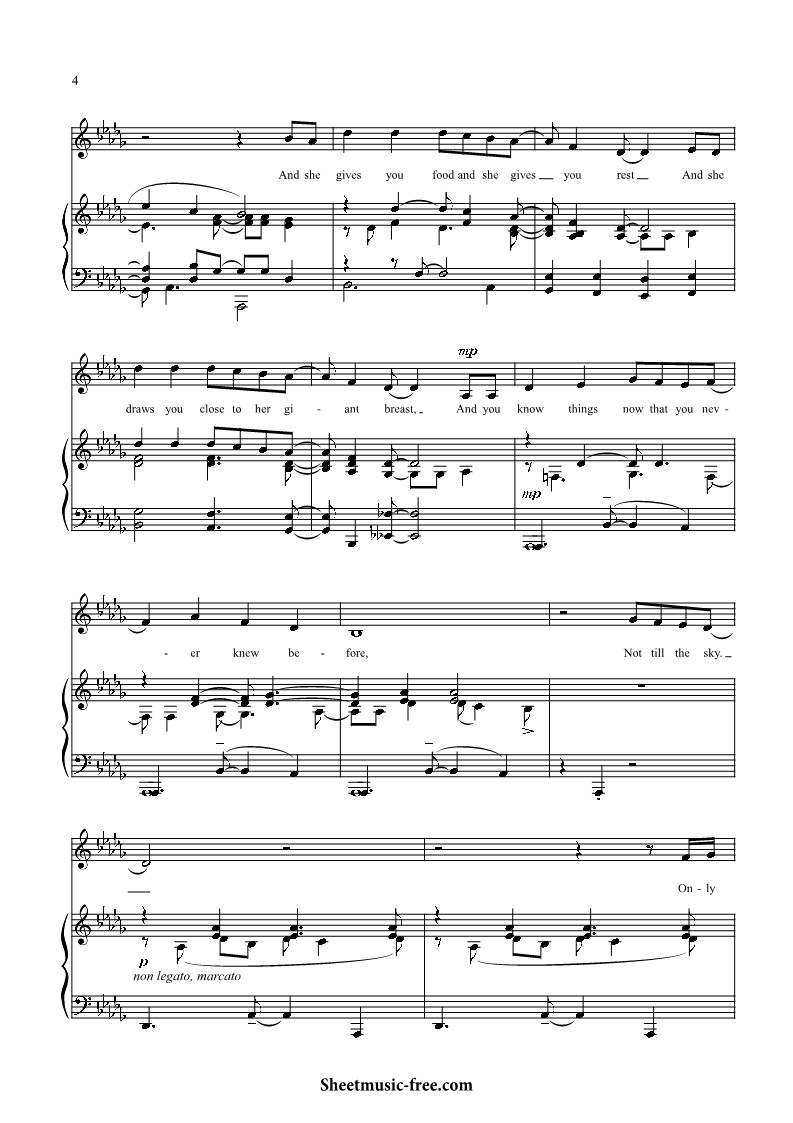 4
And she gives you food and she gives you rest And she
mp
draws you close to her gi - ant breast, And you know things now that you nev -
mp
- er knew be - fore, Not till the sky.
On - ly
p
non legato, marcato
Sheetmusic-free.com